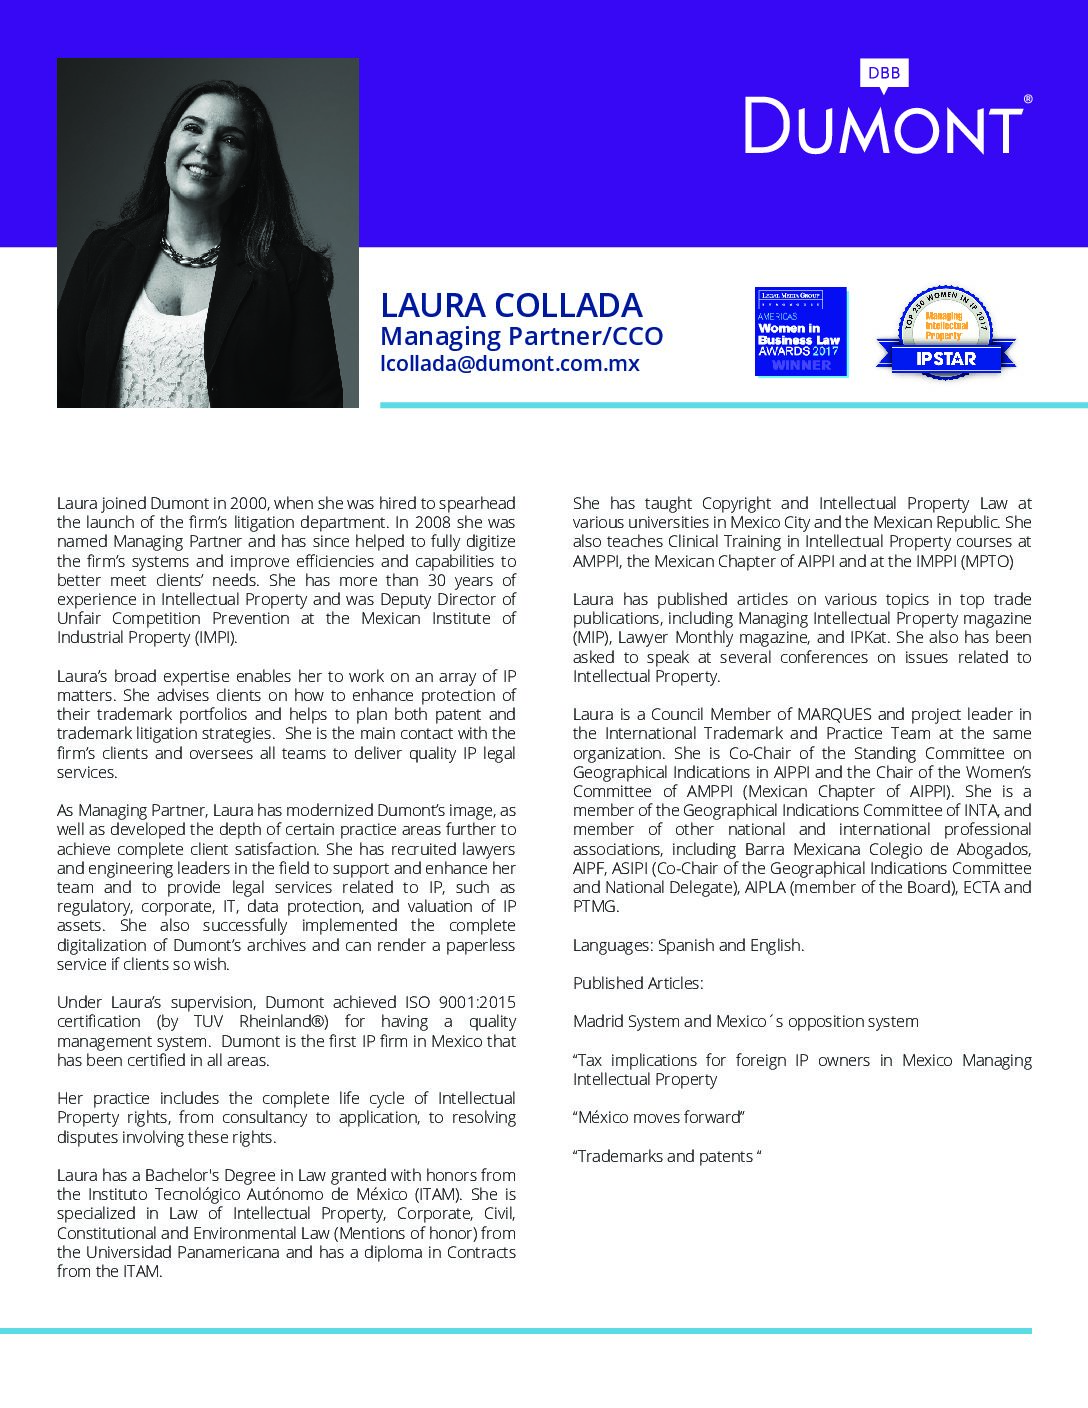 DBB
DUMONT®
LAURA COLLADA
Managing Partner/CCO
lcollada@dumont.com.mx
LEGAL MEDIA GROUP
EUROMONEY
AMERICAS
Women in
Business Law
AWARDS 2017
WINNER
TOP 250 WOMEN IN IP 2017
Managing
Intellectual
Property
IP STAR
Laura joined Dumont in 2000, when she was hired to spearhead
the launch of the firm's litigation department. In 2008 she was
named Managing Partner and has since helped to fully digitize
the firm's systems and improve efficiencies and capabilities to
better meet clients' needs. She has more than 30 years of
experience in Intellectual Property and was Deputy Director of
Unfair Competition Prevention at the Mexican Institute of
Industrial Property (IMPI).
Laura's broad expertise enables her to work on an array of IP
matters. She advises clients on how to enhance protection of
their trademark portfolios and helps to plan both patent and
trademark litigation strategies. She is the main contact with the
firm's clients and oversees all teams to deliver quality IP legal
services.
As Managing Partner, Laura has modernized Dumont's image, as
well as developed the depth of certain practice areas further to
achieve complete client satisfaction. She has recruited lawyers
and engineering leaders in the field to support and enhance her
team and to provide legal services related to IP, such as
regulatory, corporate, IT, data protection, and valuation of IP
assets. She also successfully implemented the complete
digitalization of Dumont's archives and can render a paperless
service if clients so wish.
Under Laura's supervision, Dumont achieved ISO 9001:2015
certification (by TUV Rheinland®) for having a quality
management system. Dumont is the first IP firm in Mexico that
has been certified in all areas.
Her practice includes the complete life cycle of Intellectual
Property rights, from consultancy to application, to resolving
disputes involving these rights.
Laura has a Bachelor's Degree in Law granted with honors from
the Instituto Tecnológico Autónomo de México (ITAM). She is
specialized in Law of Intellectual Property, Corporate, Civil,
Constitutional and Environmental Law (Mentions of honor) from
the Universidad Panamericana and has a diploma in Contracts
from the ITAM.
She has taught Copyright and Intellectual Property Law at
various universities in Mexico City and the Mexican Republic. She
also teaches Clinical Training in Intellectual Property courses at
AMPPI, the Mexican Chapter of AIPPI and at the IMPPI (MPTO)
Laura has published articles on various topics in top trade
publications, including Managing Intellectual Property magazine
(MIP), Lawyer Monthly magazine, and IPKat. She also has been
asked to speak at several conferences on issues related to
Intellectual Property.
Laura is a Council Member of MARQUES and project leader in
the International Trademark and Practice Team at the same
organization. She is Co-Chair of the Standing Committee on
Geographical Indications in AIPPI and the Chair of the Women's
Committee of AMPPI (Mexican Chapter of AIPPI). She is a
member of the Geographical Indications Committee of INTA, and
member of other national and international professional
associations, including Barra Mexicana Colegio de Abogados,
AIPF, ASIPI (Co-Chair of the Geographical Indications Committee
and National Delegate), AIPLA (member of the Board), ECTA and
PTMG.
Languages: Spanish and English.
Published Articles:
Madrid System and Mexico´s opposition system
“Tax implications for foreign IP owners in Mexico Managing
Intellectual Property
“México moves forward”
“Trademarks and patents “